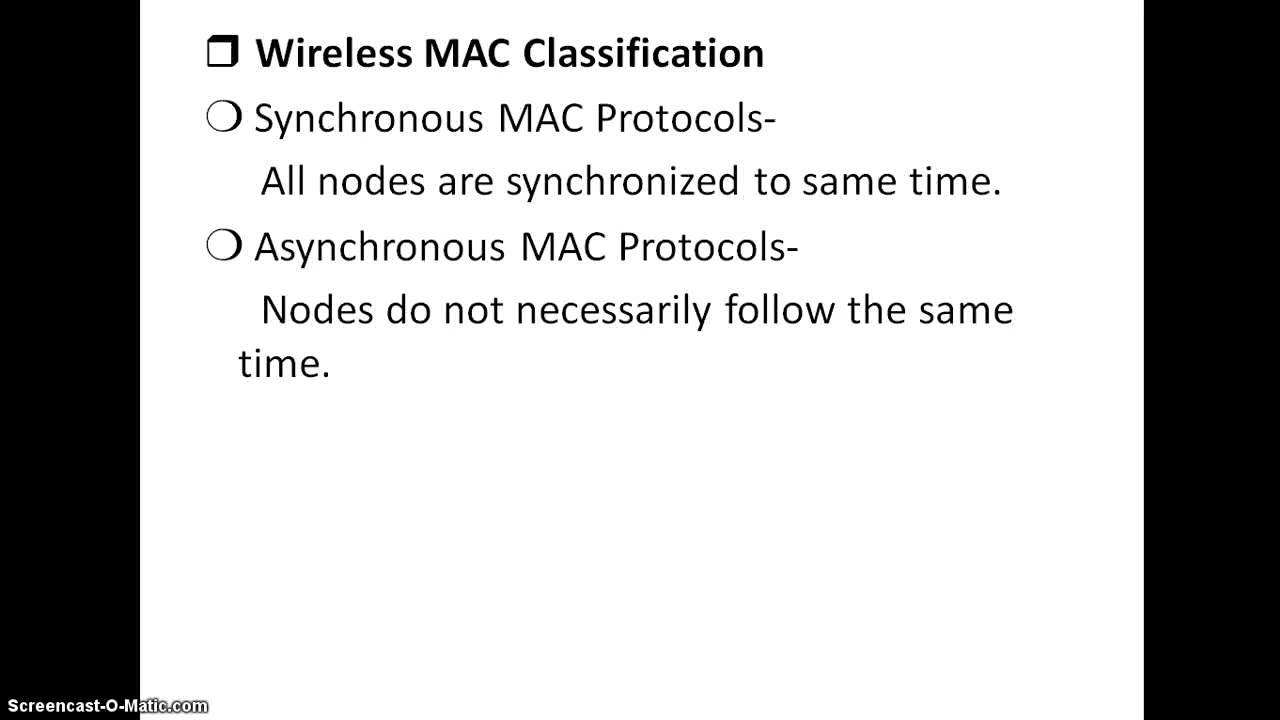 Wireless MAC Classification
Synchronous MAC Protocols-
All nodes are synchronized to same time.
Asynchronous MAC Protocols-
Nodes do not necessarily follow the same
time.
Screencast-O-Matic.com